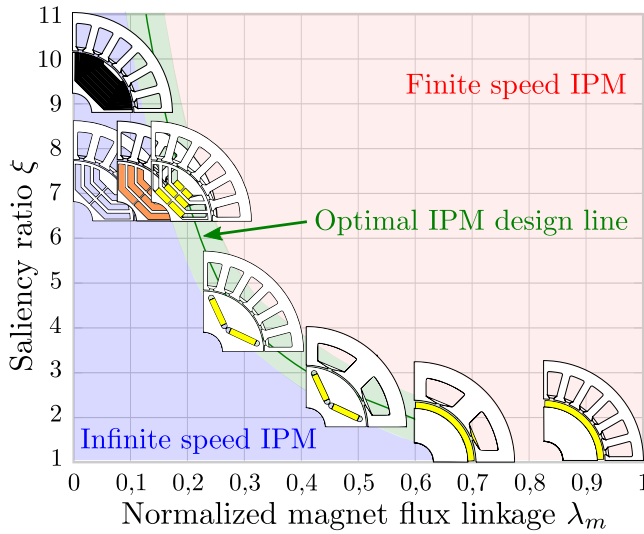 11
10
9
8
7
6
5
4
3
2
1
Saliency ratio ξ
Finite speed IPM
Optimal IPM design line
Infinite speed IPM
0 0,1 0,2 0,3 0,4 0,5 0,6 0,7 0,8 0,9 1
Normalized magnet flux linkage λₘ